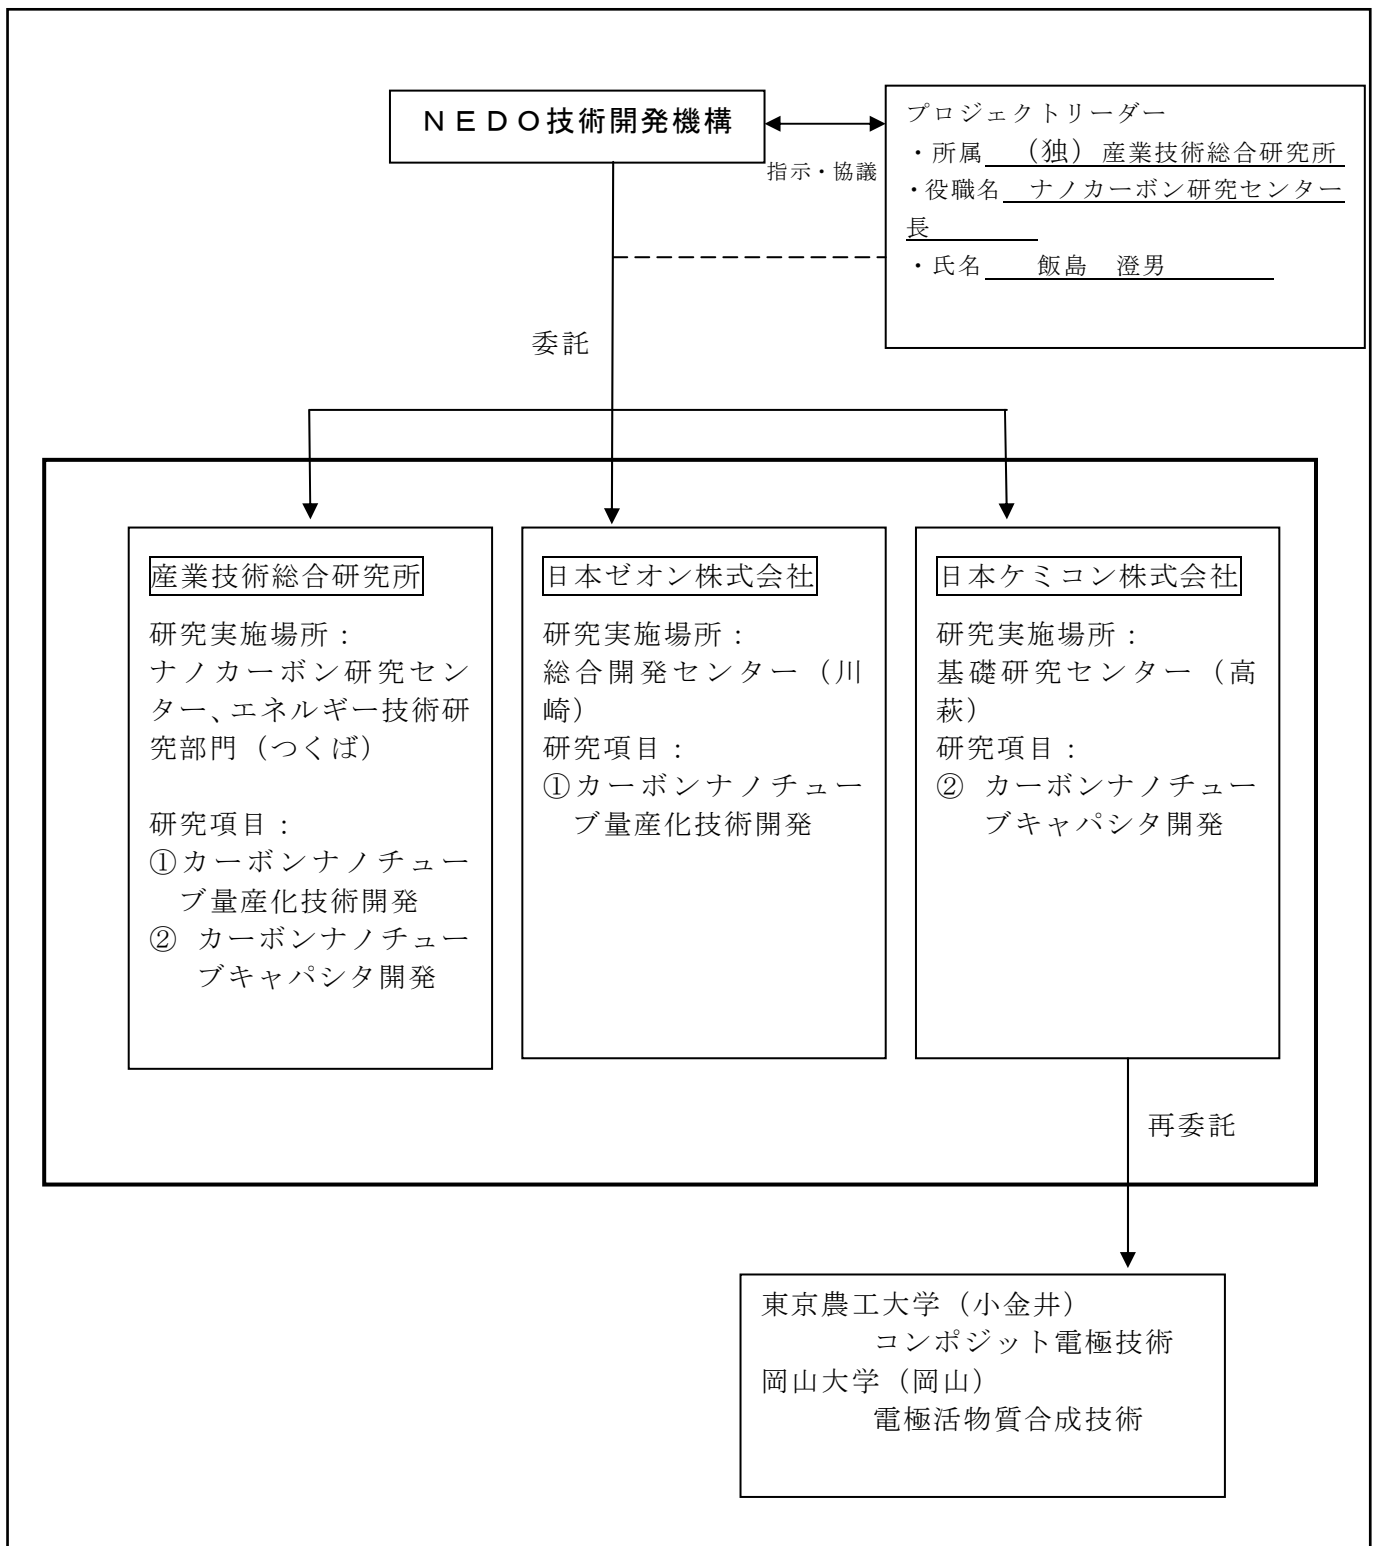 ＮＥＤＯ技術開発機構
指示・協議
プロジェクトリーダー
・所属　（独）産業技術総合研究所
・役職名　ナノカーボン研究センター
長
・氏名　　飯島　澄男
委託
産業技術総合研究所
研究実施場所：
ナノカーボン研究セン
ター、エネルギー技術研
究部門（つくば）
研究項目：
①カーボンナノチュー
ブ量産化技術開発
②　カーボンナノチュー
ブキャパシタ開発
日本ゼオン株式会社
研究実施場所：
総合開発センター（川
崎）
研究項目：
①カーボンナノチュー
ブ量産化技術開発
日本ケミコン株式会社
研究実施場所：
基礎研究センター（高
萩）
研究項目：
②　カーボンナノチュー
ブキャパシタ開発
再委託
東京農工大学（小金井）
コンポジット電極技術
岡山大学（岡山）
電極活物質合成技術